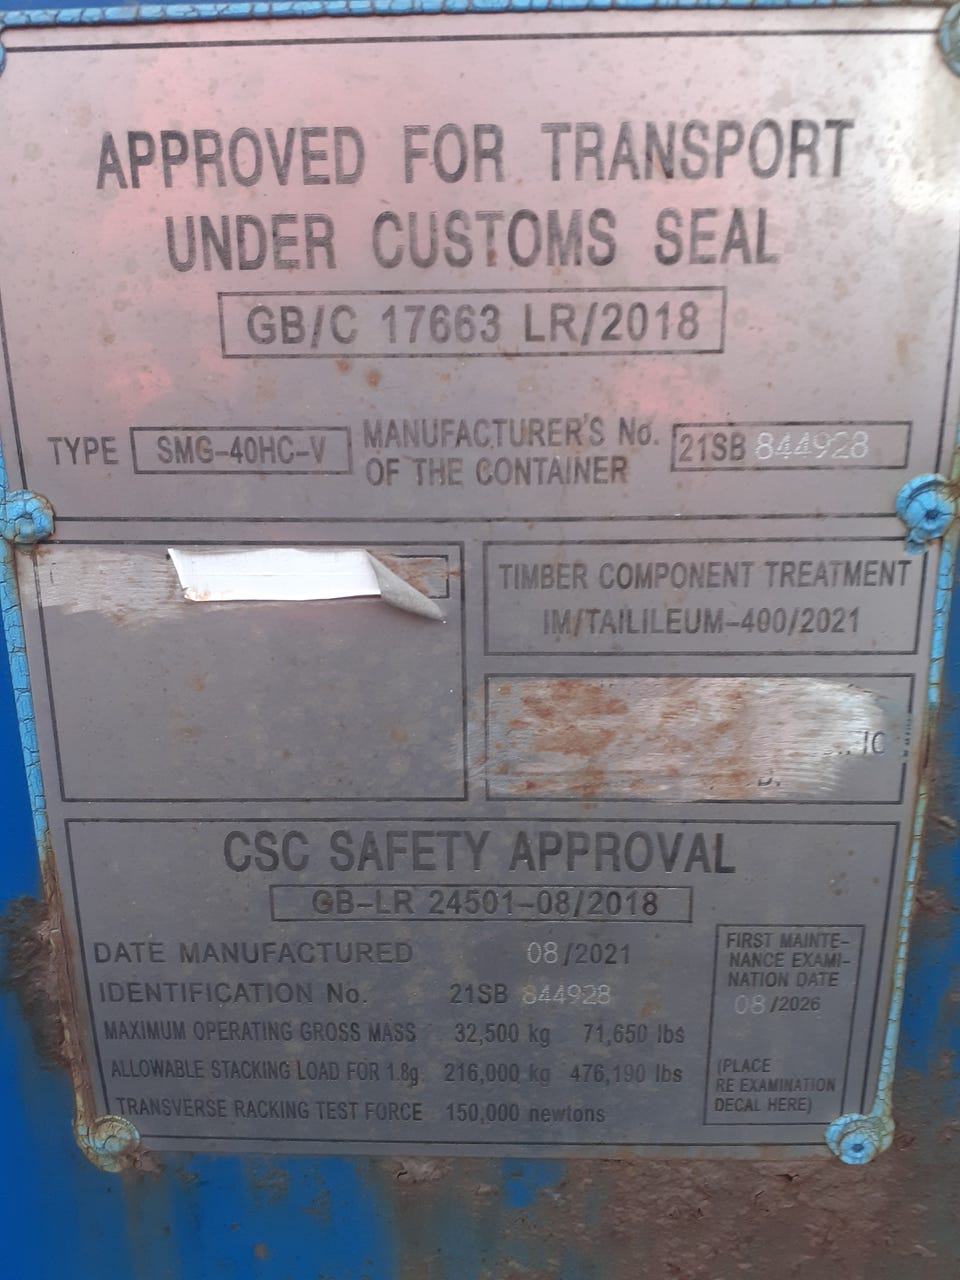 APPROVED FOR TRANSPORT
UNDER CUSTOMS SEAL
GB/C 17663 LR/2018
TYPE SMG-40HC-V MANUFACTURER'S No. OF THE CONTAINER 21SB 844928
TIMBER COMPONENT TREATMENT
IM/TAILILEUM-400/2021
CSC SAFETY APPROVAL
GB-LR 24501-08/2018
DATE MANUFACTURED 08/2021
IDENTIFICATION No. 21SB 844928
MAXIMUM OPERATING GROSS MASS 32,500 kg 71,650 lbs
ALLOWABLE STACKING LOAD FOR 1.8g 216,000 kg 476,190 lbs
TRANSVERSE RACKING TEST FORCE 150,000 newtons
FIRST MAINTE-
NANCE EXAMI-
NATION DATE
08/2026
(PLACE
RE EXAMINATION
DECAL HERE)